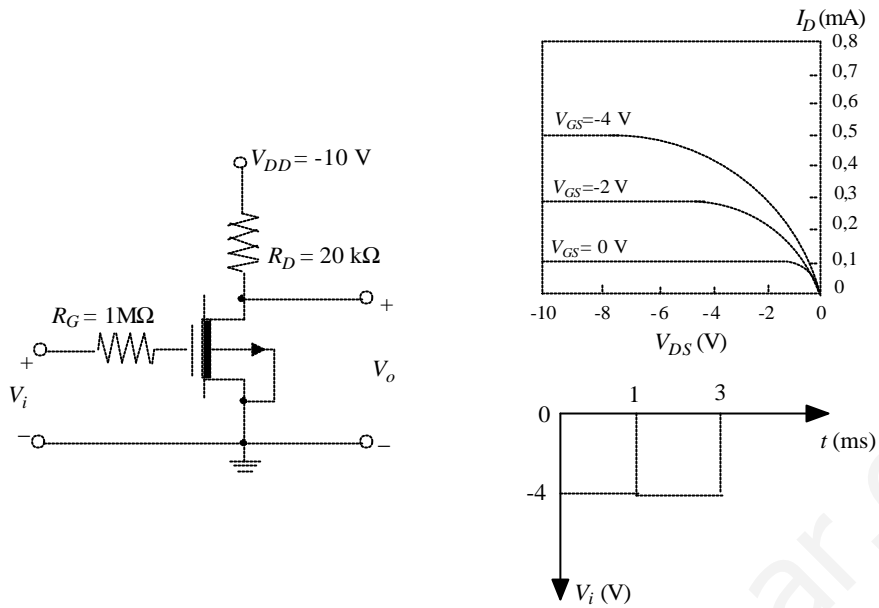 V_DD = -10 V
R_D = 20 kΩ
R_G = 1MΩ
+
V_i
−
+
V_o
−
I_D (mA)
0,8
0,7
0,6
0,5
0,4
0,3
0,2
0,1
0
V_GS=-4 V
V_GS=-2 V
V_GS= 0 V
-10 -8 -6 -4 -2 0
V_DS (V)
0 1 3
t (ms)
-4
V_i (V)